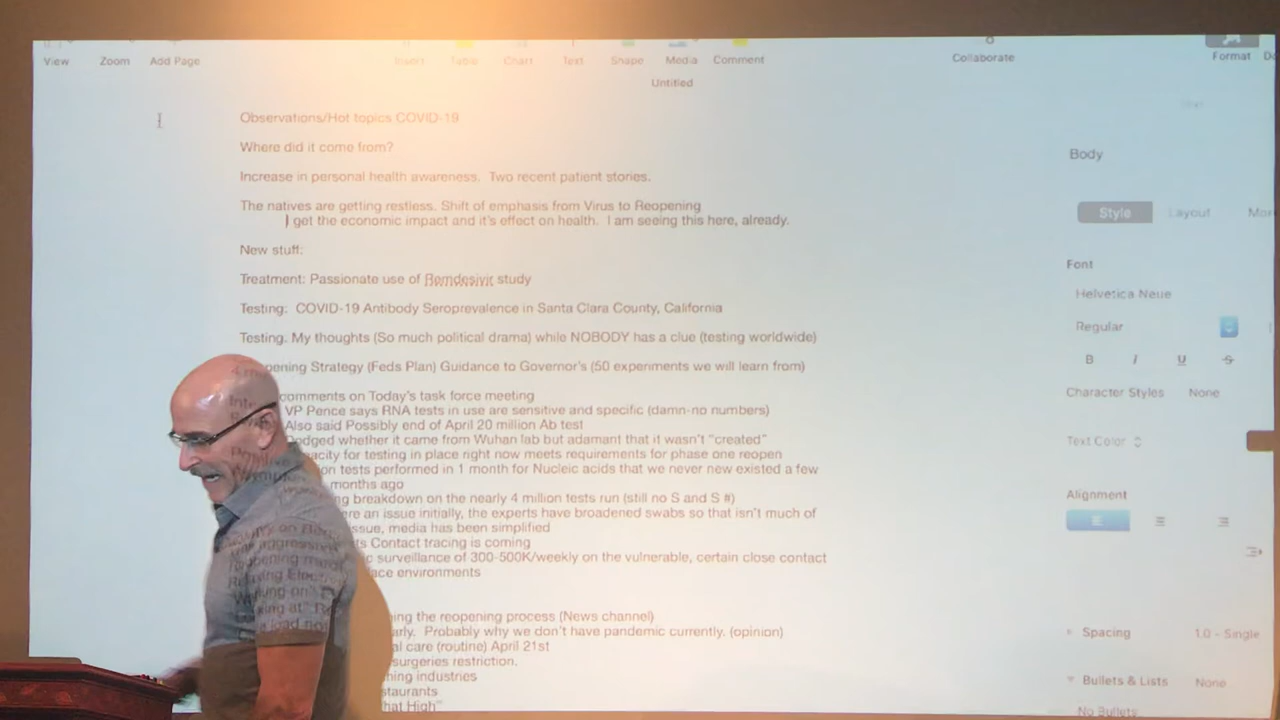 View Zoom Add Page Insert Table Chart Text Shape Media Comment Collaborate Format
Untitled
Observations/Hot topics COVID-19
Where did it come from?
Increase in personal health awareness. Two recent patient stories.
The natives are getting restless. Shift of emphasis from Virus to Reopening
I get the economic impact and it's effect on health. I am seeing this here, already.
New stuff:
Treatment: Passionate use of Remdesivir study
Testing: COVID-19 Antibody Seroprevalence in Santa Clara County, California
Testing. My thoughts (So much political drama) while NOBODY has a clue (testing worldwide)
pening Strategy (Feds Plan) Guidance to Governor's (50 experiments we will learn from)
comments on Today's task force meeting
VP Pence says RNA tests in use are sensitive and specific (damn-no numbers)
Also said Possibly end of April 20 million Ab test
odged whether it came from Wuhan lab but adamant that it wasn't "created"
acity for testing in place right now meets requirements for phase one reopen
on tests performed in 1 month for Nucleic acids that we never new existed a few
months ago
ng breakdown on the nearly 4 million tests run (still no S and S #)
re an issue initially, the experts have broadened swabs so that isn't much of
issue, media has been simplified
ts Contact tracing is coming
ic surveillance of 300-500K/weekly on the vulnerable, certain close contact
ace environments
ing the reopening process (News channel)
arly. Probably why we don't have pandemic currently. (opinion)
al care (routine) April 21st
surgeries restriction.
hing industries
staurants
hat High"
Body
Style Layout
Font
Helvetica Neue
Regular
B I U S
Character Styles None
Text Color
Alignment
Spacing 1.0 - Single
Bullets & Lists None
No Bullets